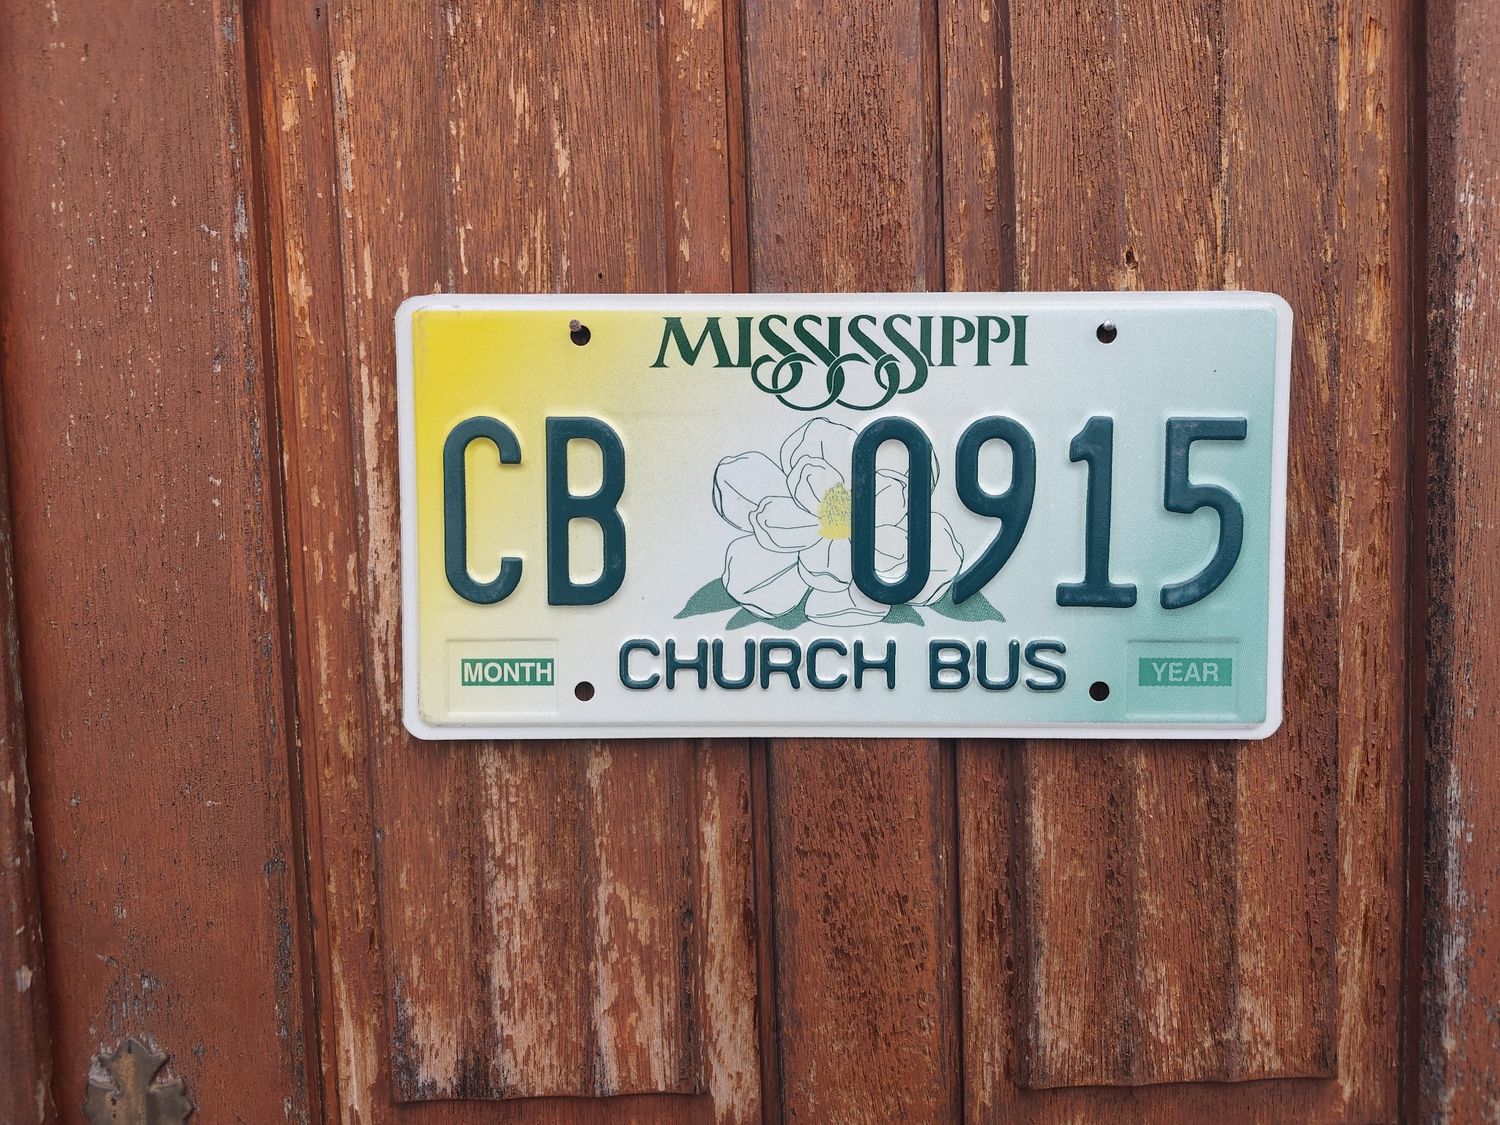 MISSISSIPPI
CB 0915
MONTH CHURCH BUS YEAR